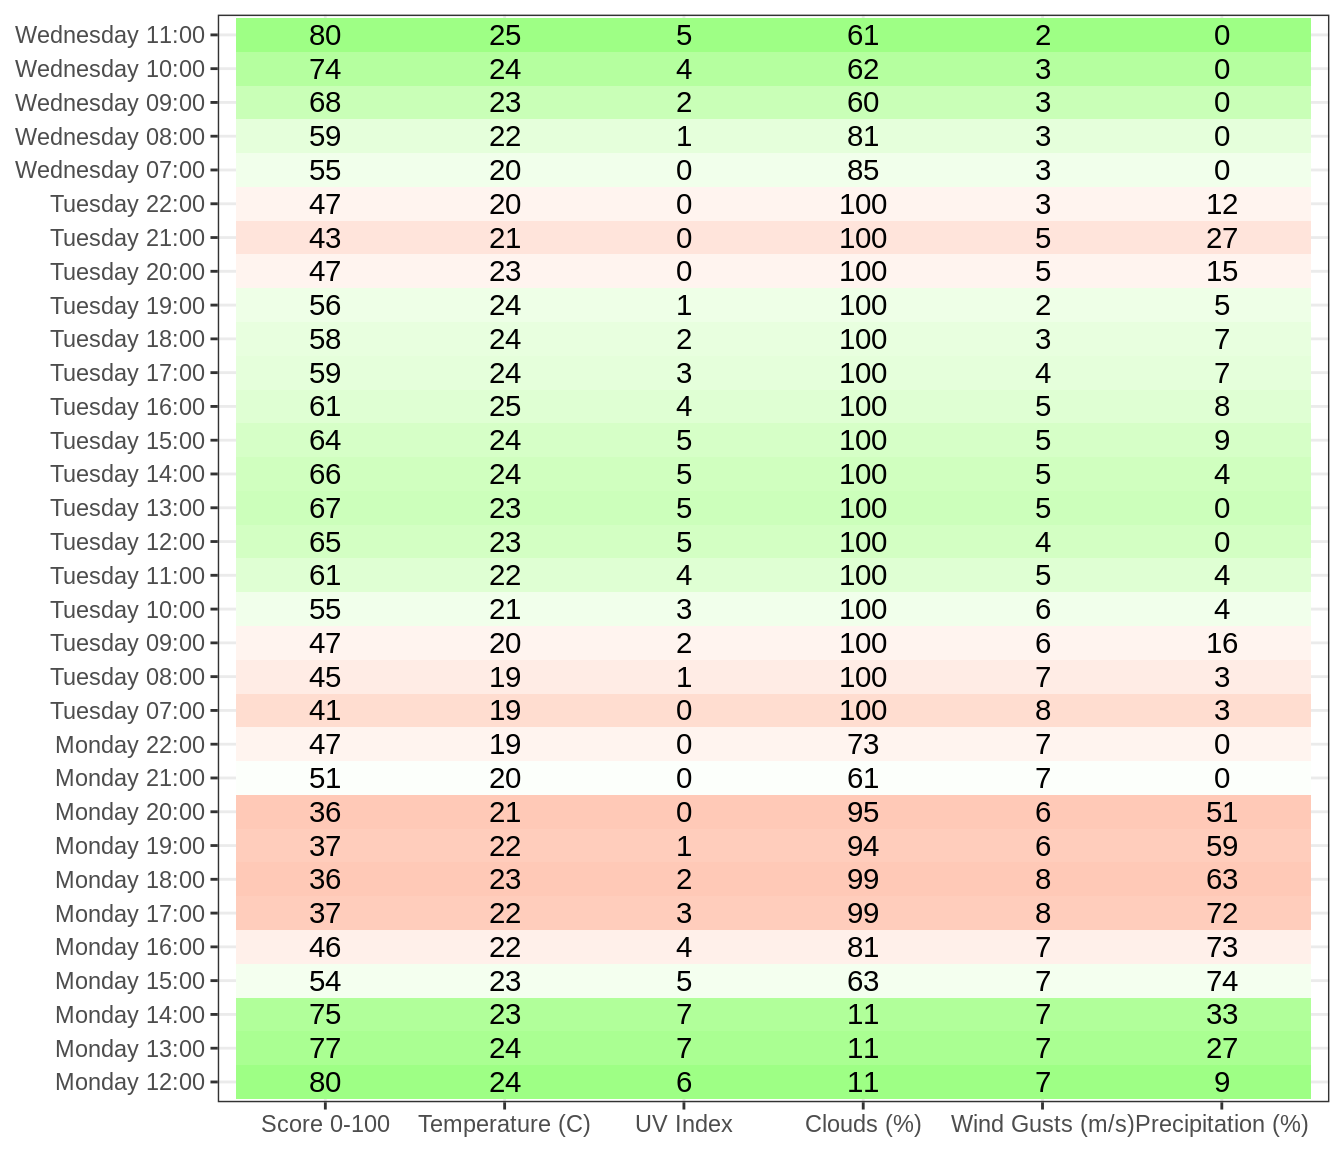 Wednesday 11:00 80 25 5 61 2 0
Wednesday 10:00 74 24 4 62 3 0
Wednesday 09:00 68 23 2 60 3 0
Wednesday 08:00 59 22 1 81 3 0
Wednesday 07:00 55 20 0 85 3 0
Tuesday 22:00 47 20 0 100 3 12
Tuesday 21:00 43 21 0 100 5 27
Tuesday 20:00 47 23 0 100 5 15
Tuesday 19:00 56 24 1 100 2 5
Tuesday 18:00 58 24 2 100 3 7
Tuesday 17:00 59 24 3 100 4 7
Tuesday 16:00 61 25 4 100 5 8
Tuesday 15:00 64 24 5 100 5 9
Tuesday 14:00 66 24 5 100 5 4
Tuesday 13:00 67 23 5 100 5 0
Tuesday 12:00 65 23 5 100 4 0
Tuesday 11:00 61 22 4 100 5 4
Tuesday 10:00 55 21 3 100 6 4
Tuesday 09:00 47 20 2 100 6 16
Tuesday 08:00 45 19 1 100 7 3
Tuesday 07:00 41 19 0 100 8 3
Monday 22:00 47 19 0 73 7 0
Monday 21:00 51 20 0 61 7 0
Monday 20:00 36 21 0 95 6 51
Monday 19:00 37 22 1 94 6 59
Monday 18:00 36 23 2 99 8 63
Monday 17:00 37 22 3 99 8 72
Monday 16:00 46 22 4 81 7 73
Monday 15:00 54 23 5 63 7 74
Monday 14:00 75 23 7 11 7 33
Monday 13:00 77 24 7 11 7 27
Monday 12:00 80 24 6 11 7 9
Score 0-100 Temperature (C) UV Index Clouds (%) Wind Gusts (m/s) Precipitation (%)